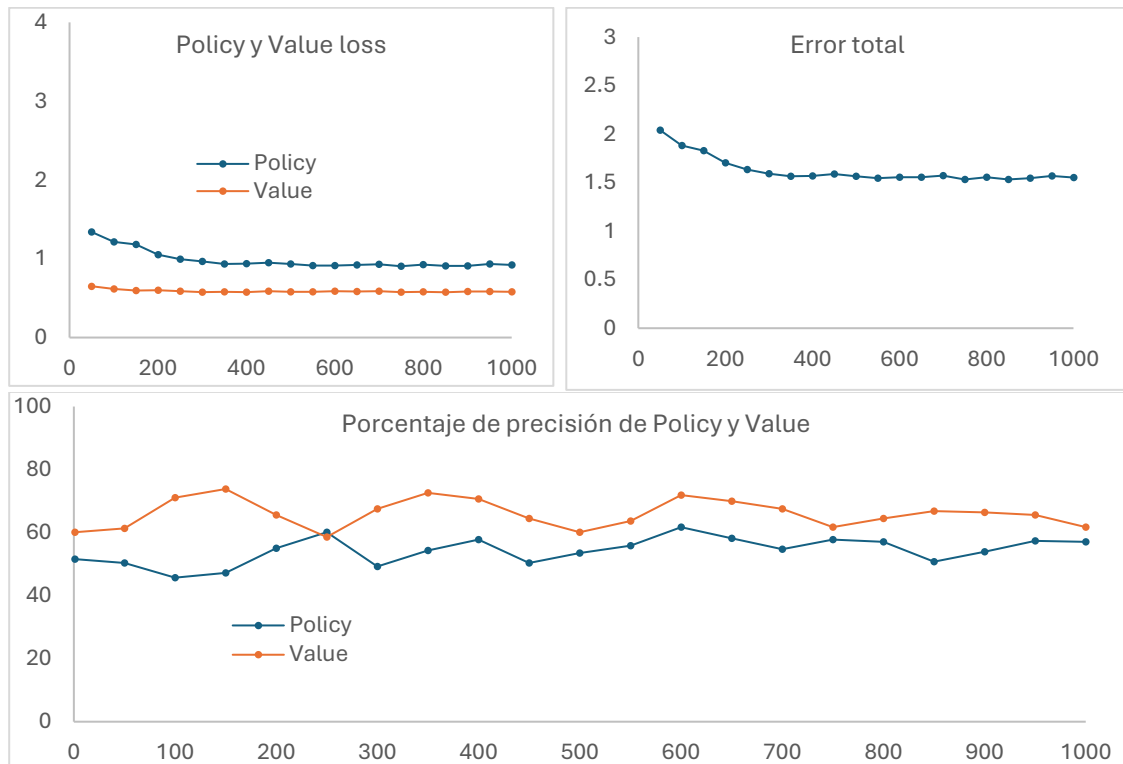 Policy y Value loss
4
3
2
1
0
Policy
Value
0 200 400 600 800 1000
Error total
3
2.5
2
1.5
1
0.5
0
0 200 400 600 800 1000
Porcentaje de precisión de Policy y Value
100
80
60
40
20
0
Policy
Value
0 100 200 300 400 500 600 700 800 900 1000